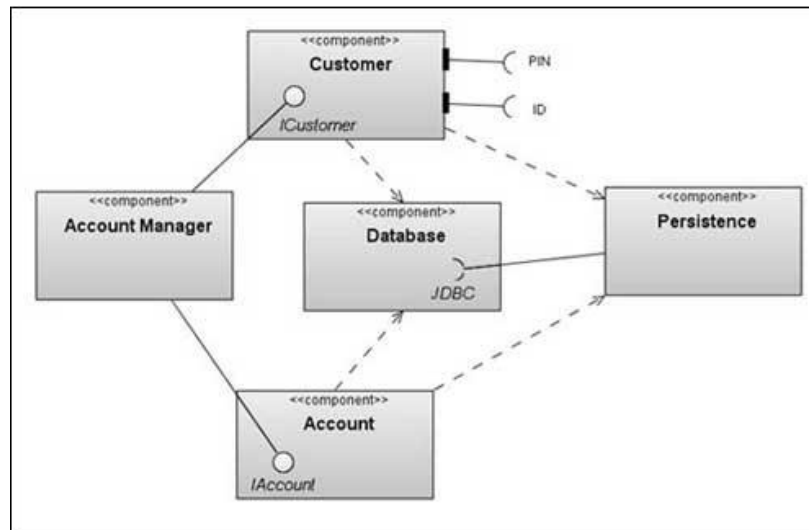 <<component>>
Customer
ICustomer
PIN
ID
<<component>>
Account Manager
<<component>>
Database
JDBC
<<component>>
Persistence
<<component>>
Account
IAccount